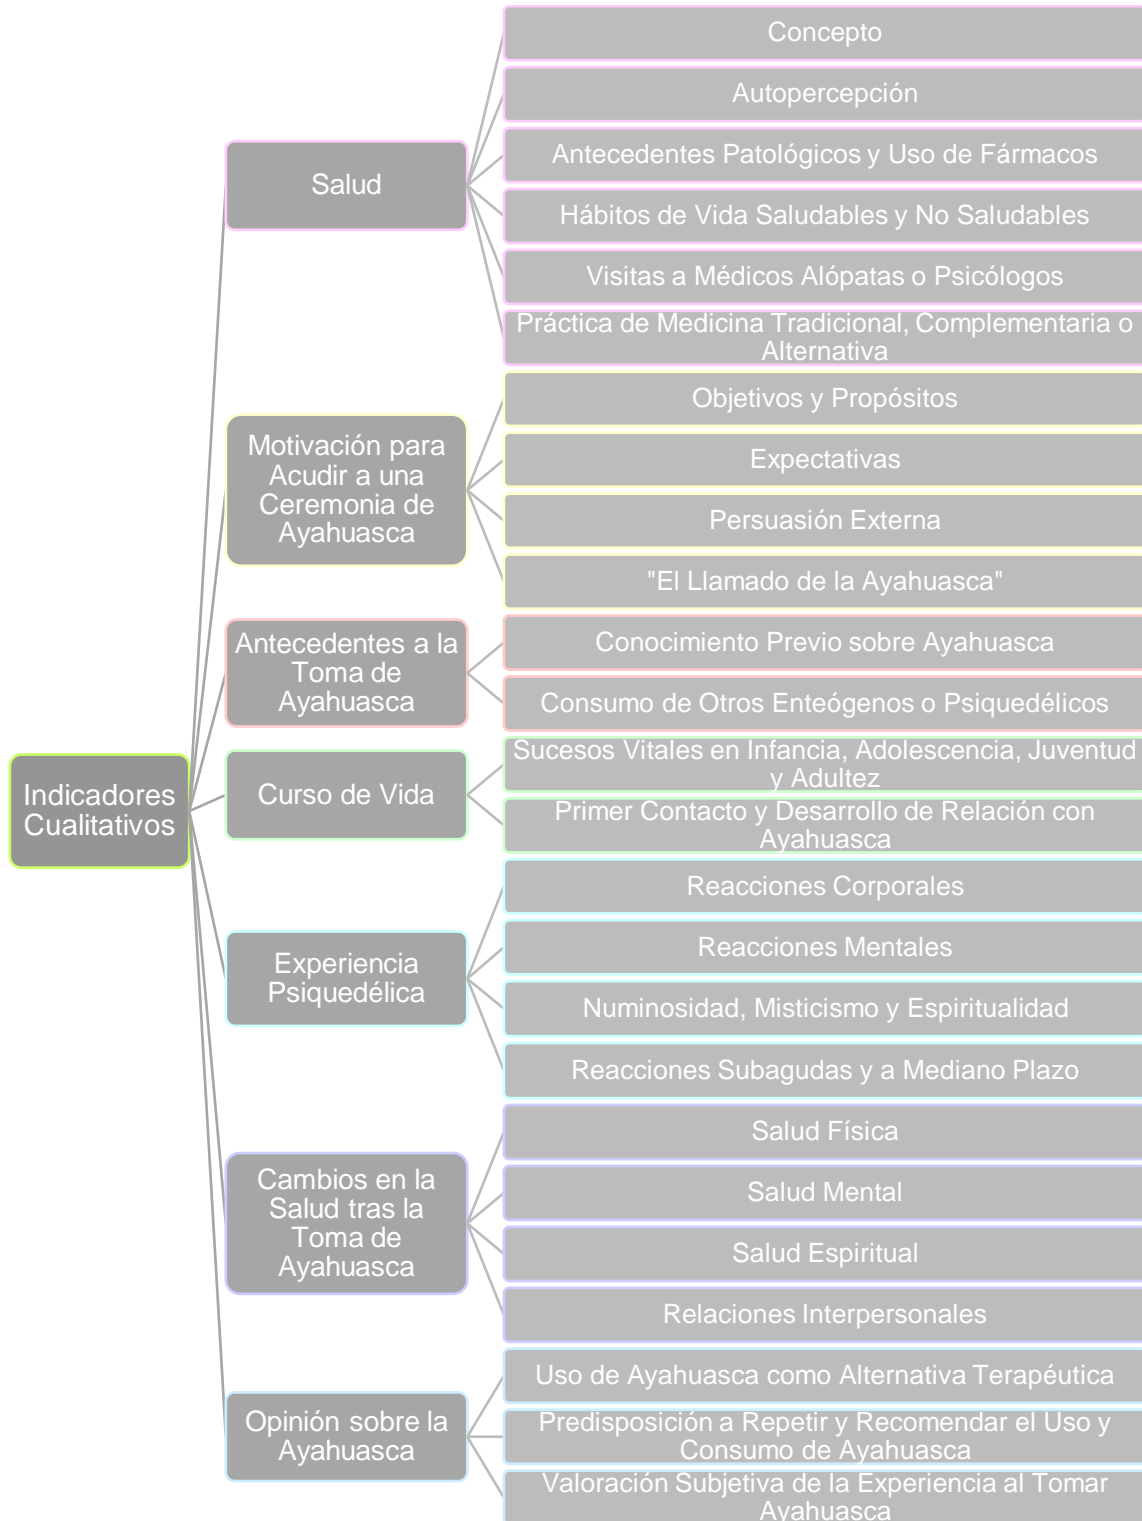 Indicadores
Cualitativos
Salud
Concepto
Autopercepción
Antecedentes Patológicos y Uso de Fármacos
Hábitos de Vida Saludables y No Saludables
Visitas a Médicos Alópatas o Psicólogos
Práctica de Medicina Tradicional, Complementaria o
Alternativa
Motivación para
Acudir a una
Ceremonia de
Ayahuasca
Objetivos y Propósitos
Expectativas
Persuasión Externa
"El Llamado de la Ayahuasca"
Antecedentes a la
Toma de
Ayahuasca
Conocimiento Previo sobre Ayahuasca
Consumo de Otros Enteógenos o Psiquedélicos
Curso de Vida
Sucesos Vitales en Infancia, Adolescencia, Juventud
y Adultez
Primer Contacto y Desarrollo de Relación con
Ayahuasca
Experiencia
Psiquedélica
Reacciones Corporales
Reacciones Mentales
Numinosidad, Misticismo y Espiritualidad
Reacciones Subagudas y a Mediano Plazo
Cambios en la
Salud tras la
Toma de
Ayahuasca
Salud Física
Salud Mental
Salud Espiritual
Relaciones Interpersonales
Opinión sobre la
Ayahuasca
Uso de Ayahuasca como Alternativa Terapéutica
Predisposición a Repetir y Recomendar el Uso y
Consumo de Ayahuasca
Valoración Subjetiva de la Experiencia al Tomar
Ayahuasca